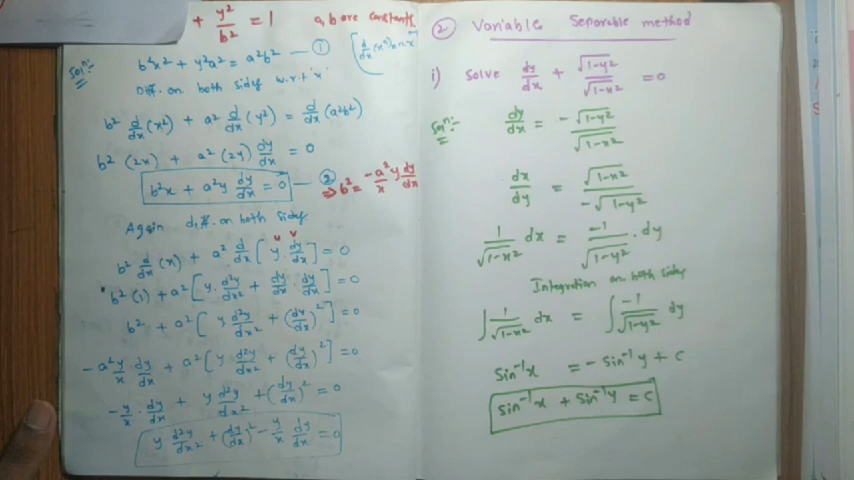 + y²/b² = 1 a, b are constants
Soln:- b²x² + y²a² = a²b² — ①
Diff. on both sides w.r.t 'x'
b² d/dx (x²) + a² d/dx (y²) = d/dx (a²b²)
b² (2x) + a² (2y) dy/dx = 0
b²x + a²y dy/dx = 0 — ② ⇒ b² = -a²y/x dy/dx
Again diff. on both sides
b² d/dx (x) + a² d/dx [ y · dy/dx ] = 0
b² (1) + a² [ y · d²y/dx² + dy/dx · dy/dx ] = 0
b² + a² [ y d²y/dx² + (dy/dx)² ] = 0
-a²y/x · dy/dx + a² [ y d²y/dx² + (dy/dx)² ] = 0
-y/x · dy/dx + y d²y/dx² + (dy/dx)² = 0
y d²y/dx² + (dy/dx)² - y/x dy/dx = 0
② Variable Separable method
i) Solve dy/dx + √1-y²/√1-x² = 0
Soln:- dy/dx = - √1-y²/√1-x²
dx/dy = √1-x²/-√1-y²
1/√1-x² dx = -1/√1-y² · dy
Integration on both sides
∫ 1/√1-x² dx = ∫ -1/√1-y² dy
sin⁻¹x = - sin⁻¹y + c
sin⁻¹x + sin⁻¹y = c